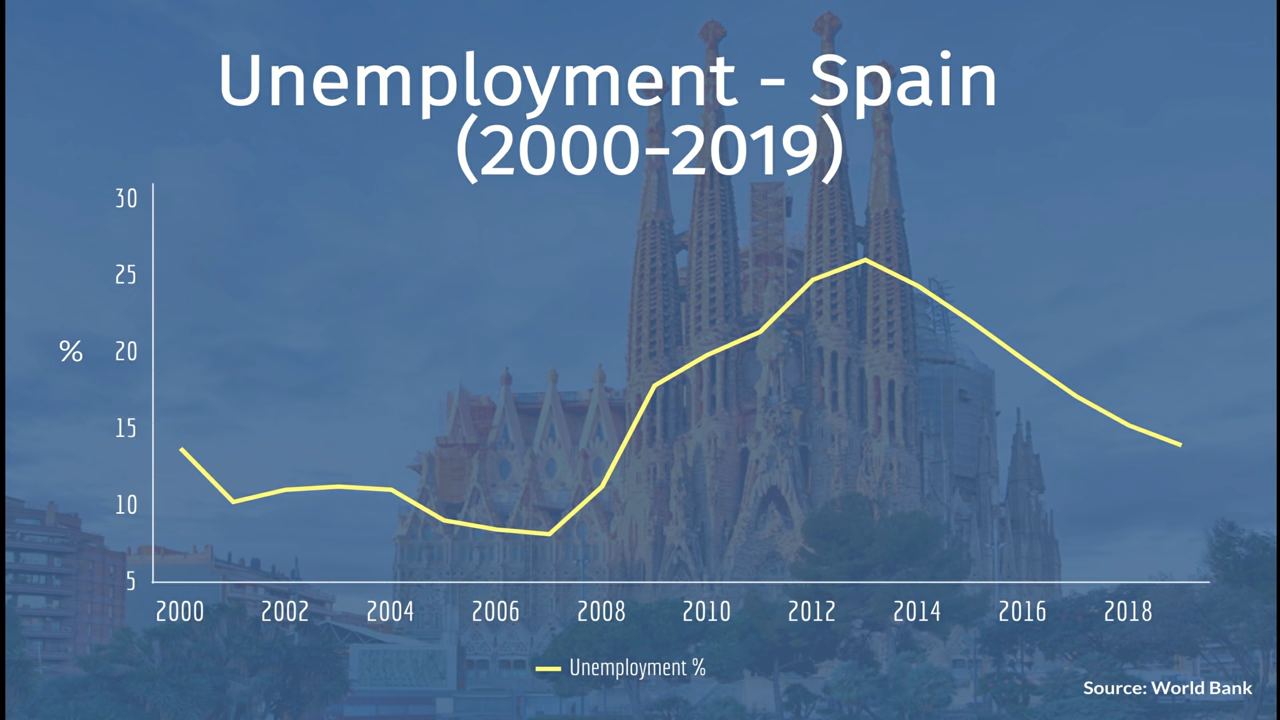 Unemployment - Spain
(2000-2019)
30
25
%
20
15
10
5
2000 2002 2004 2006 2008 2010 2012 2014 2016 2018
Unemployment %
Source: World Bank